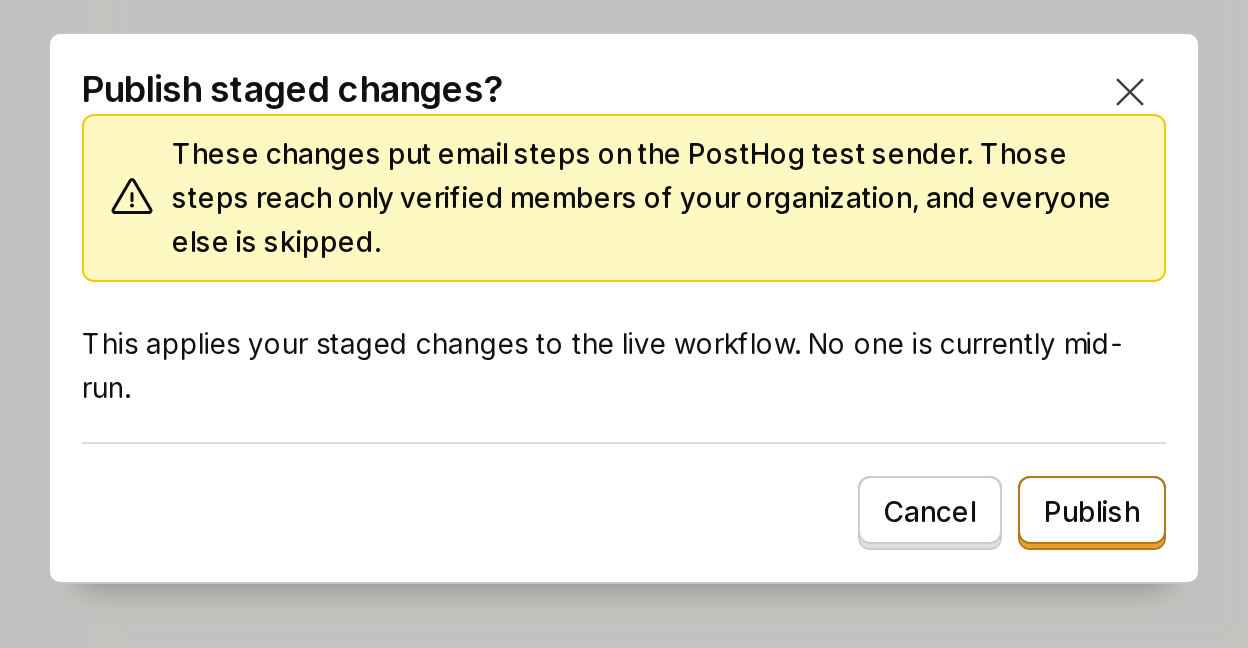 Publish staged changes?
These changes put email steps on the PostHog test sender. Those
steps reach only verified members of your organization, and everyone
else is skipped.
This applies your staged changes to the live workflow. No one is currently mid-
run.
Cancel
Publish